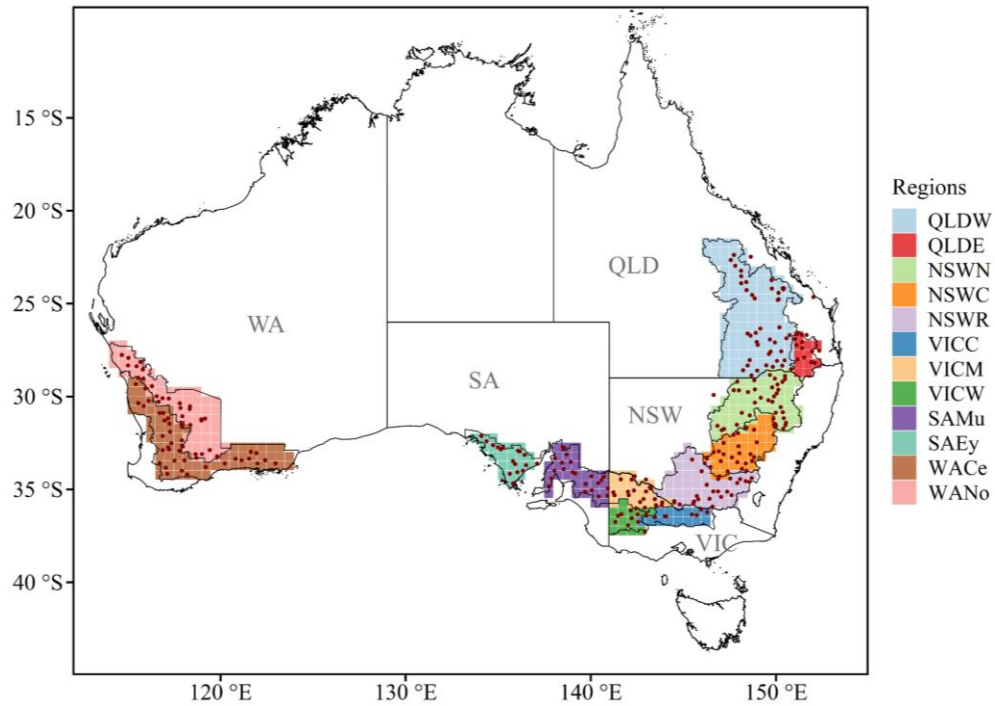 15 °S
20 °S
25 °S
30 °S
35 °S
40 °S
120 °E
130 °E
140 °E
150 °E
WA
SA
QLD
NSW
VIC
Regions
QLDW
QLDE
NSWN
NSWC
NSWR
VICC
VICM
VICW
SAMu
SAEy
WACe
WANo